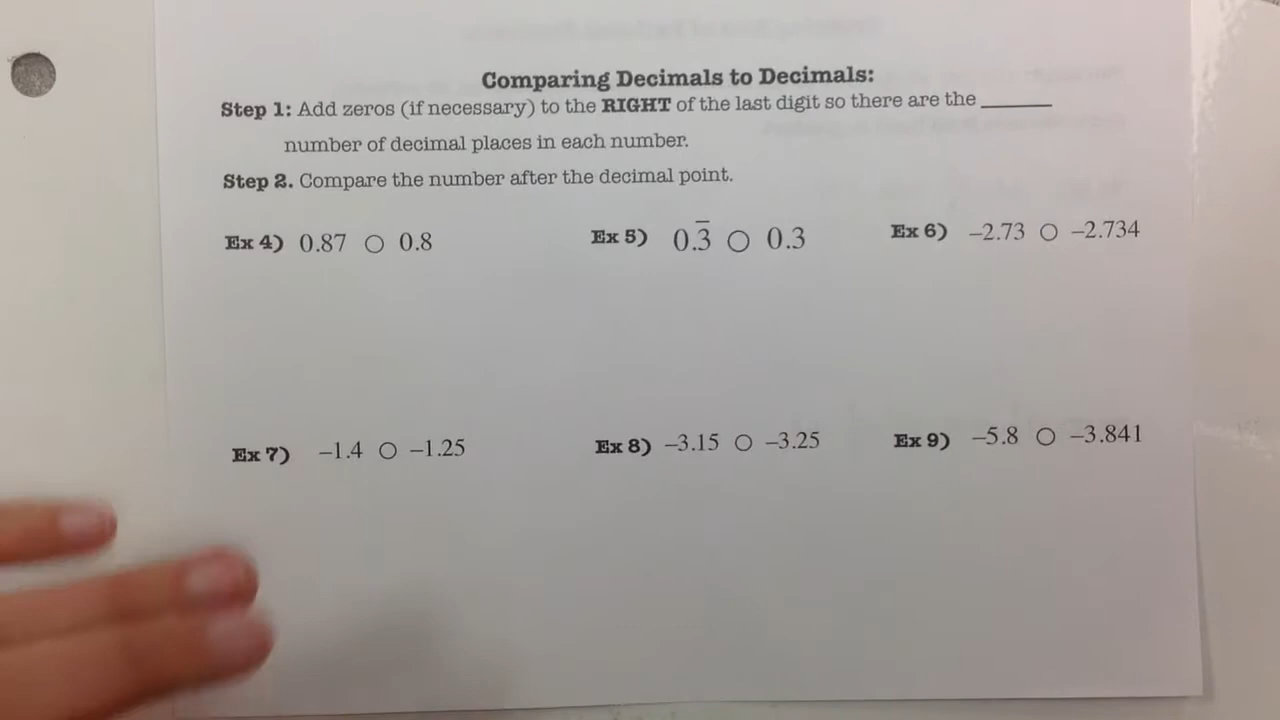 Comparing Decimals to Decimals:
Step 1: Add zeros (if necessary) to the RIGHT of the last digit so there are the ______
number of decimal places in each number.
Step 2. Compare the number after the decimal point.
Ex 4) 0.87 ○ 0.8 Ex 5) 0.3̅ ○ 0.3 Ex 6) –2.73 ○ –2.734
Ex 7) –1.4 ○ –1.25 Ex 8) –3.15 ○ –3.25 Ex 9) –5.8 ○ –3.841